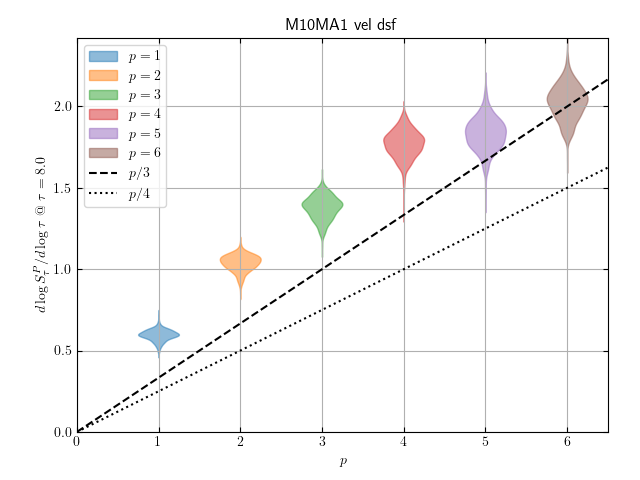 M10MA1 vel dsf
p = 1
p = 2
p = 3
p = 4
p = 5
p = 6
p/3
p/4
d log S_τ^P / d log τ @ τ = 8.0
2.0
1.5
1.0
0.5
0.0
0 1 2 3 4 5 6
p